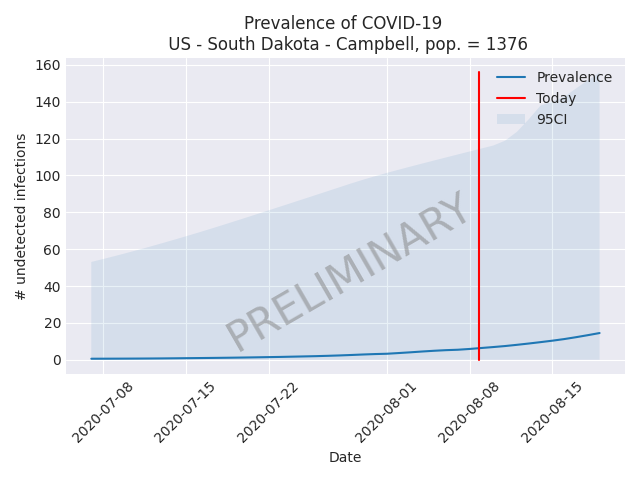 Prevalence of COVID-19
US - South Dakota - Campbell, pop. = 1376
160
140
120
100
80
60
40
20
0
# undetected infections
Prevalence
Today
95CI
PRELIMINARY
2020-07-08
2020-07-15
2020-07-22
2020-08-01
2020-08-08
2020-08-15
Date